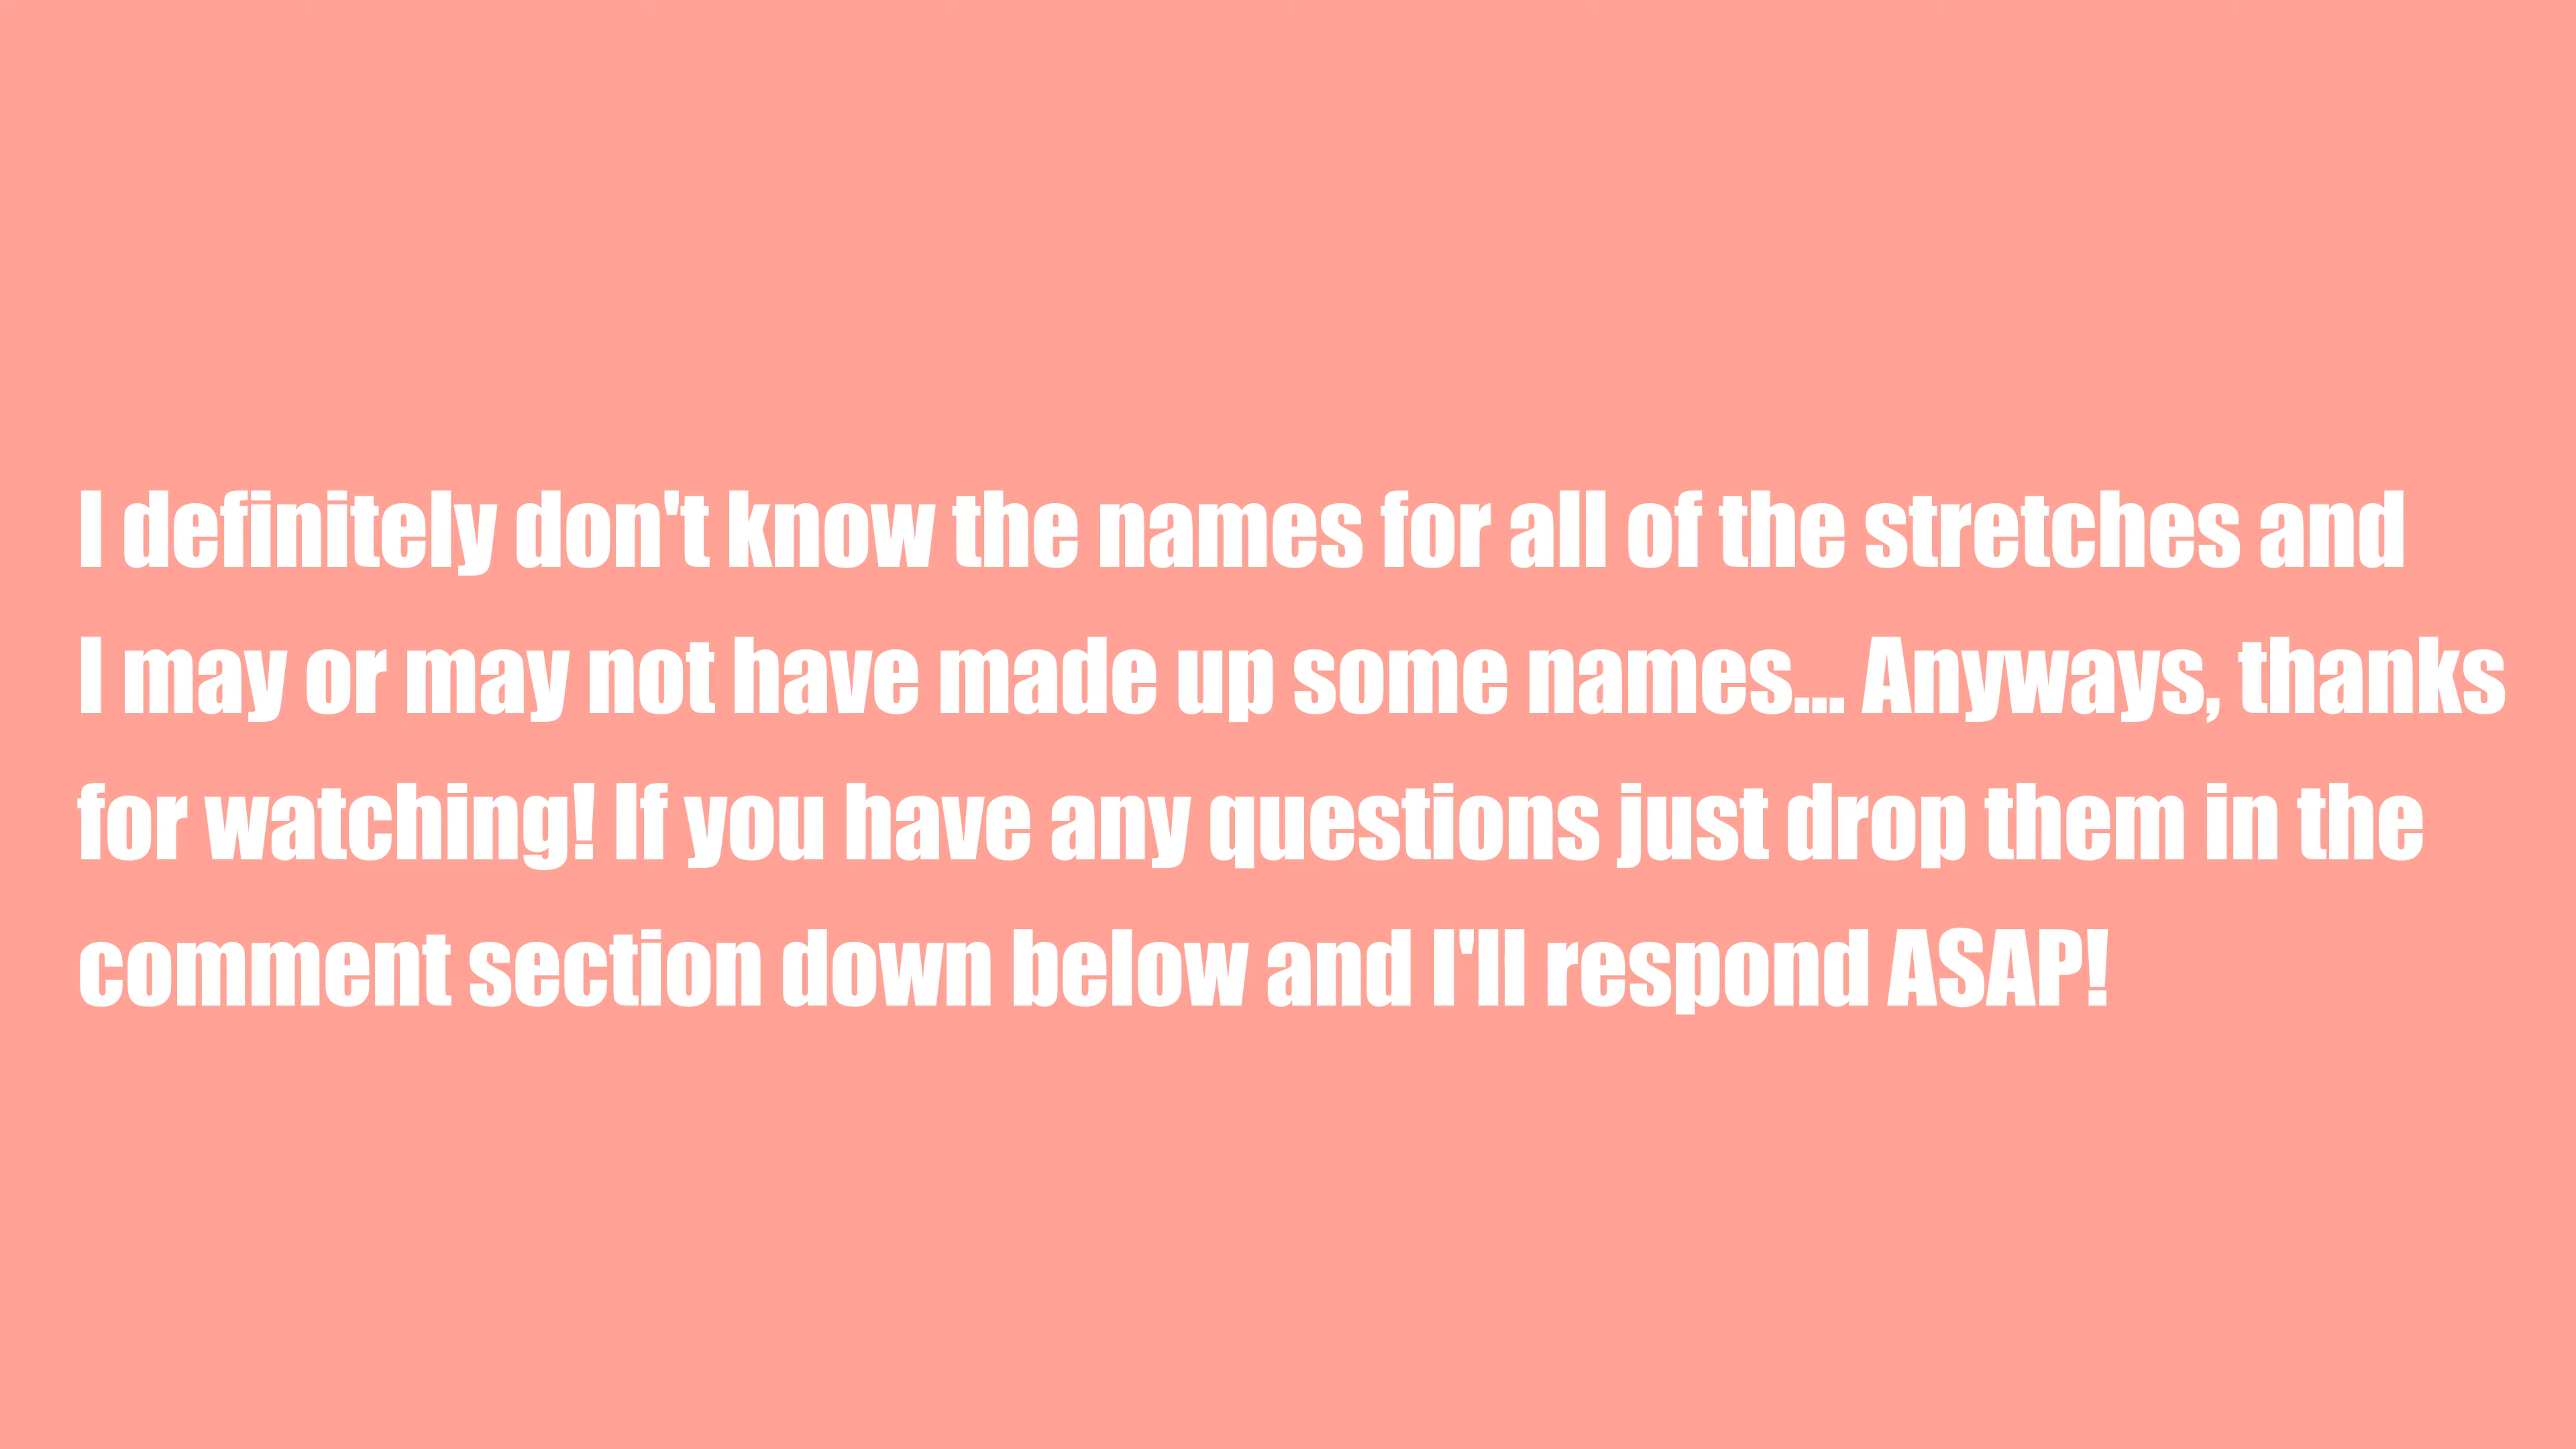 I definitely don't know the names for all of the stretches and
I may or may not have made up some names... Anyways, thanks
for watching! If you have any questions just drop them in the
comment section down below and I'll respond ASAP!